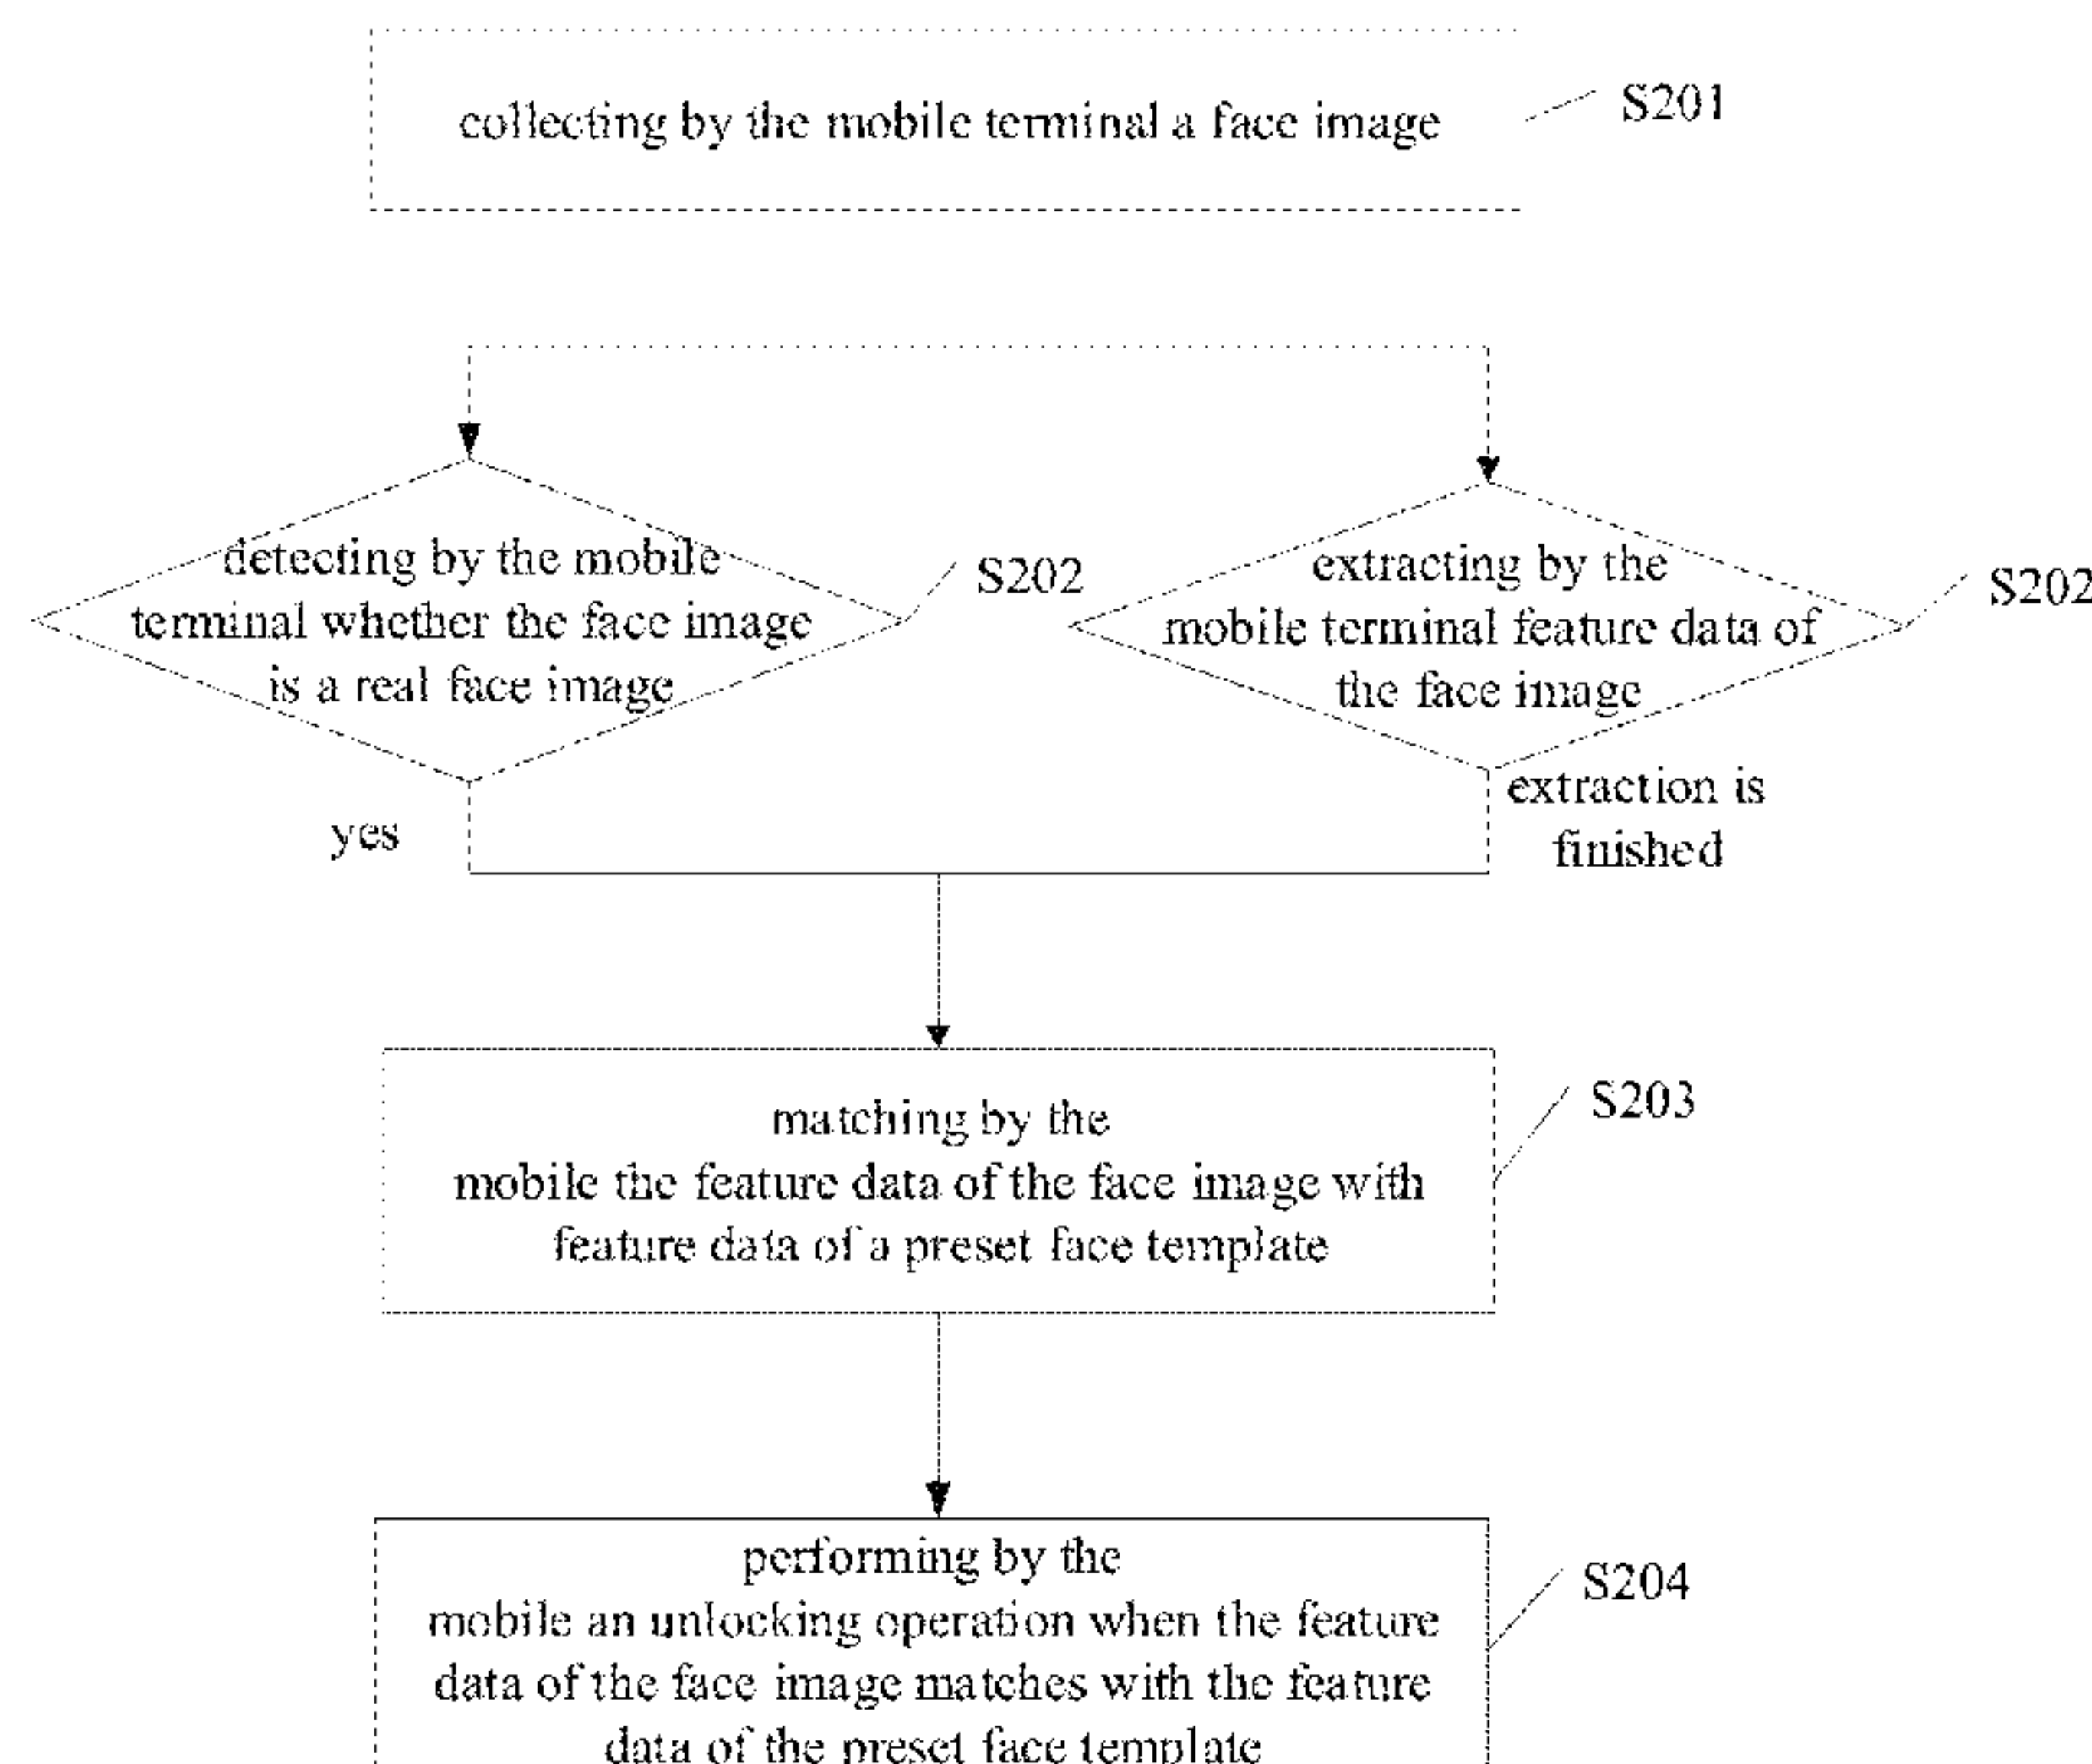 collecting by the mobile terminal a face image
S201
detecting by the mobile
terminal whether the face image
is a real face image
S202
extracting by the
mobile terminal feature data of
the face image
S202
yes
extraction is
finished
matching by the
mobile the feature data of the face image with
feature data of a preset face template
S203
performing by the
mobile an unlocking operation when the feature
data of the face image matches with the feature
data of the preset face template
S204